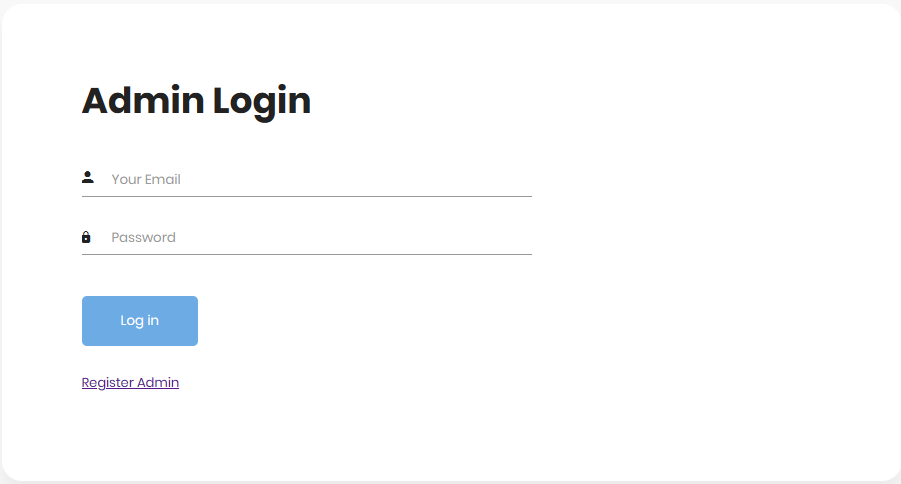 Admin Login
Your Email
Password
Log in
Register Admin